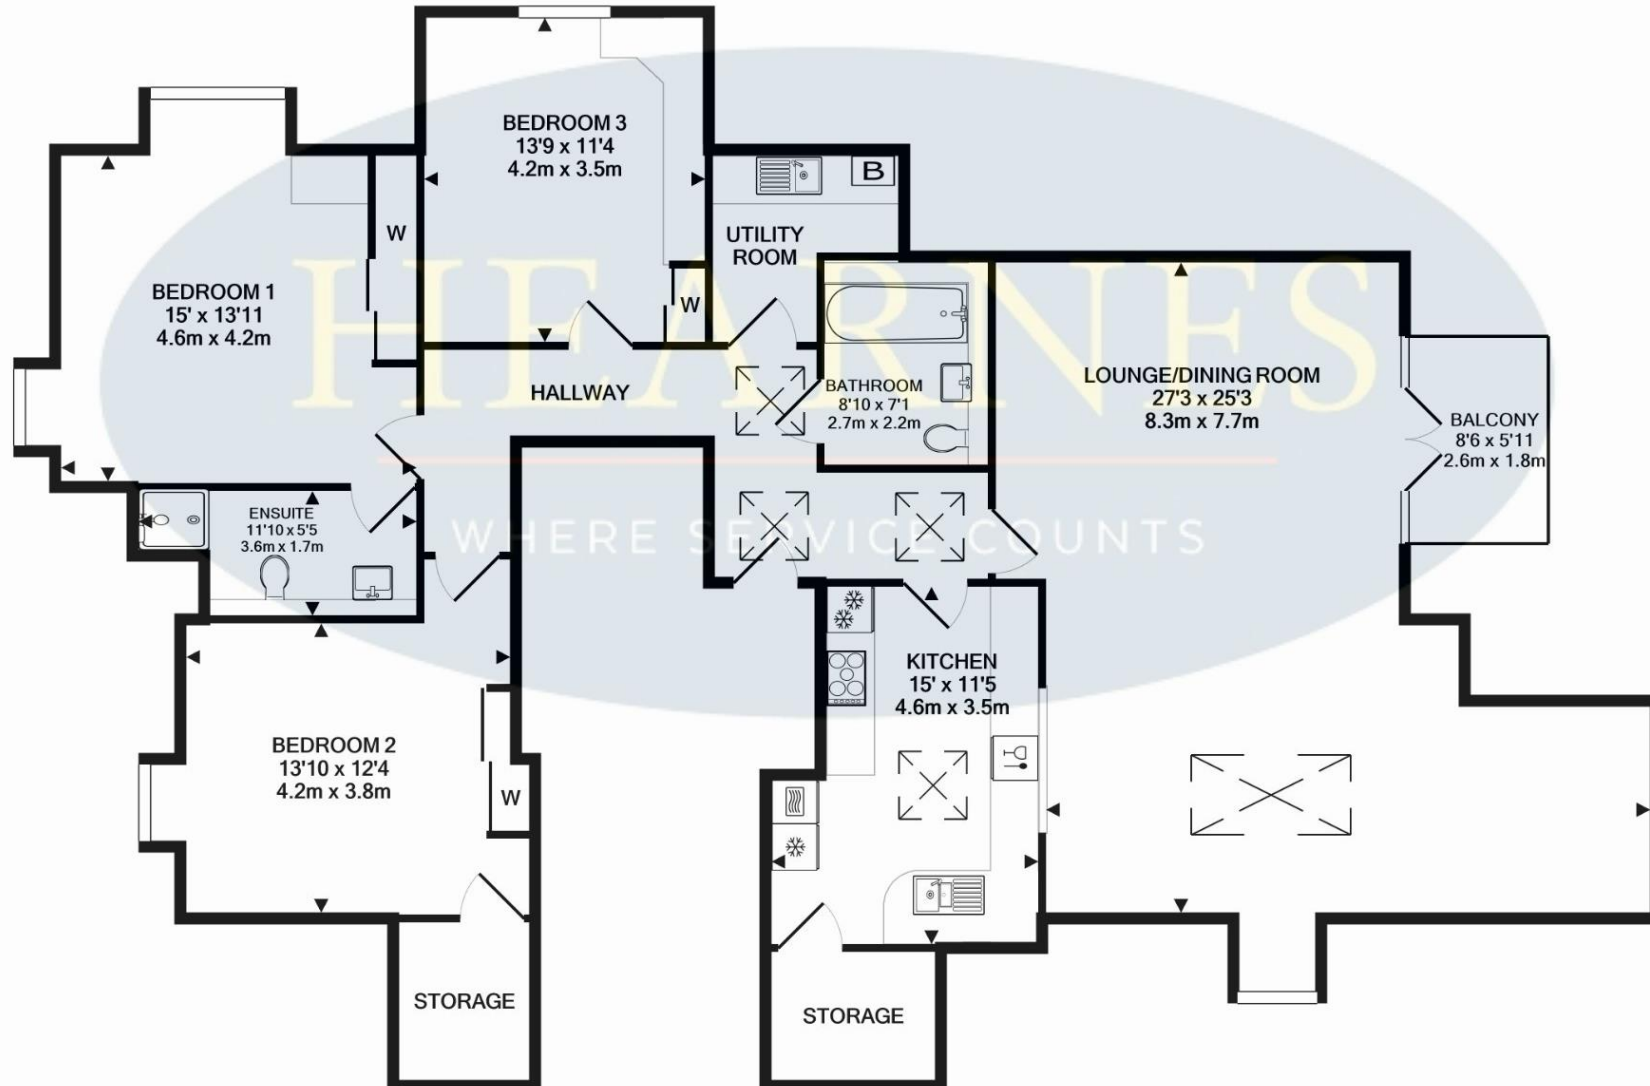 BEDROOM 3
13'9 x 11'4
4.2m x 3.5m
B
UTILITY
ROOM
W
BEDROOM 1
15' x 13'11
4.6m x 4.2m
W
HEARNES
HALLWAY
BATHROOM
8'10 x 7'1
2.7m x 2.2m
LOUNGE/DINING ROOM
27'3 x 25'3
8.3m x 7.7m
BALCONY
8'6 x 5'11
2.6m x 1.8m
ENSUITE
11'10 x 5'5
3.6m x 1.7m
WHERE SERVICE COUNTS
KITCHEN
15' x 11'5
4.6m x 3.5m
BEDROOM 2
13'10 x 12'4
4.2m x 3.8m
W
STORAGE
STORAGE